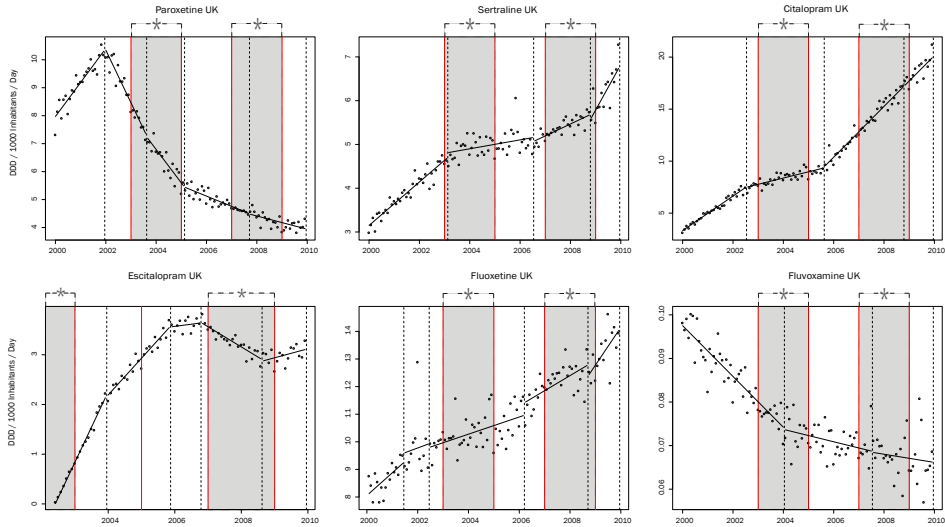 Paroxetine UK
* *
DDD / 1000 Inhabitants / Day
10
9
8
7
6
5
4
2000 2002 2004 2006 2008 2010
Sertraline UK
* *
7
6
5
4
3
2000 2002 2004 2006 2008 2010
Citalopram UK
* *
20
15
10
5
2000 2002 2004 2006 2008 2010
Escitalopram UK
* *
DDD / 1000 Inhabitants / Day
3
2
1
0
2004 2006 2008 2010
Fluoxetine UK
* *
14
13
12
11
10
9
8
2000 2002 2004 2006 2008 2010
Fluvoxamine UK
* *
0.10
0.09
0.08
0.07
0.06
2000 2002 2004 2006 2008 2010